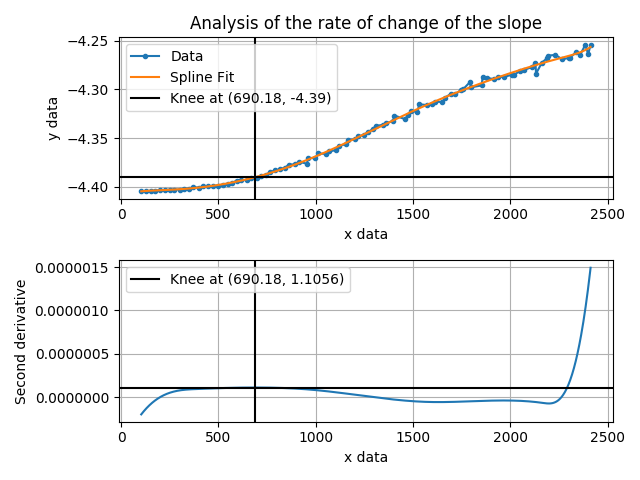 Analysis of the rate of change of the slope
−4.25
−4.30
−4.35
−4.40
y data
Data
Spline Fit
Knee at (690.18, -4.39)
0 500 1000 1500 2000 2500
x data
0.0000015
0.0000010
0.0000005
0.0000000
Second derivative
Knee at (690.18, 1.1056)
0 500 1000 1500 2000 2500
x data